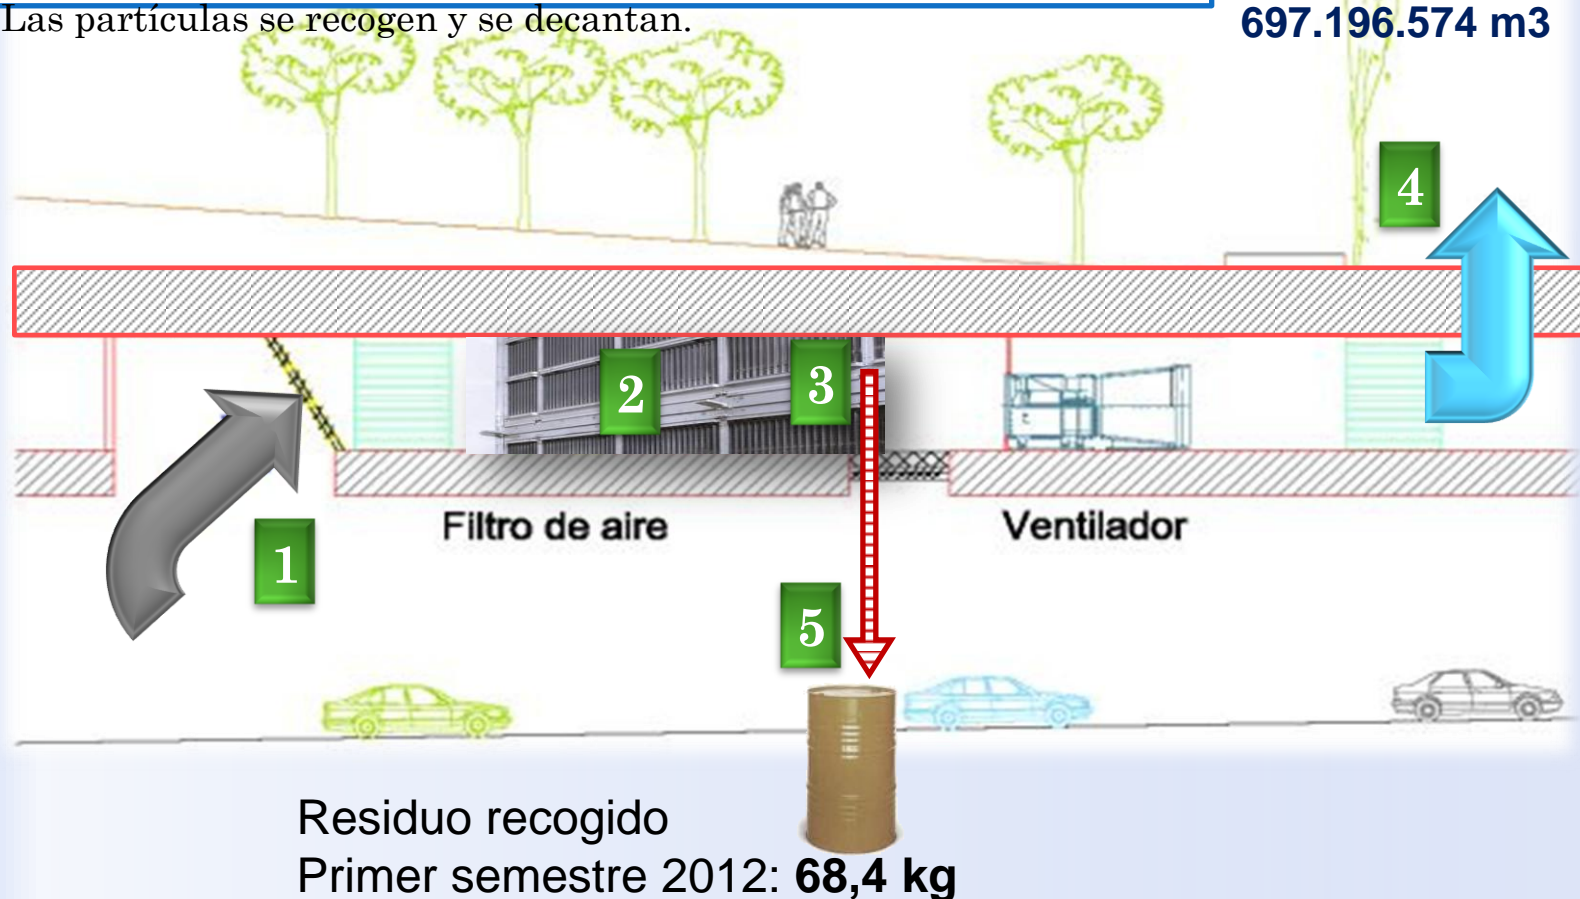 Las partículas se recogen y se decantan.
697.196.574 m3
4
2
3
Filtro de aire
Ventilador
1
5
Residuo recogido
Primer semestre 2012: 68,4 kg